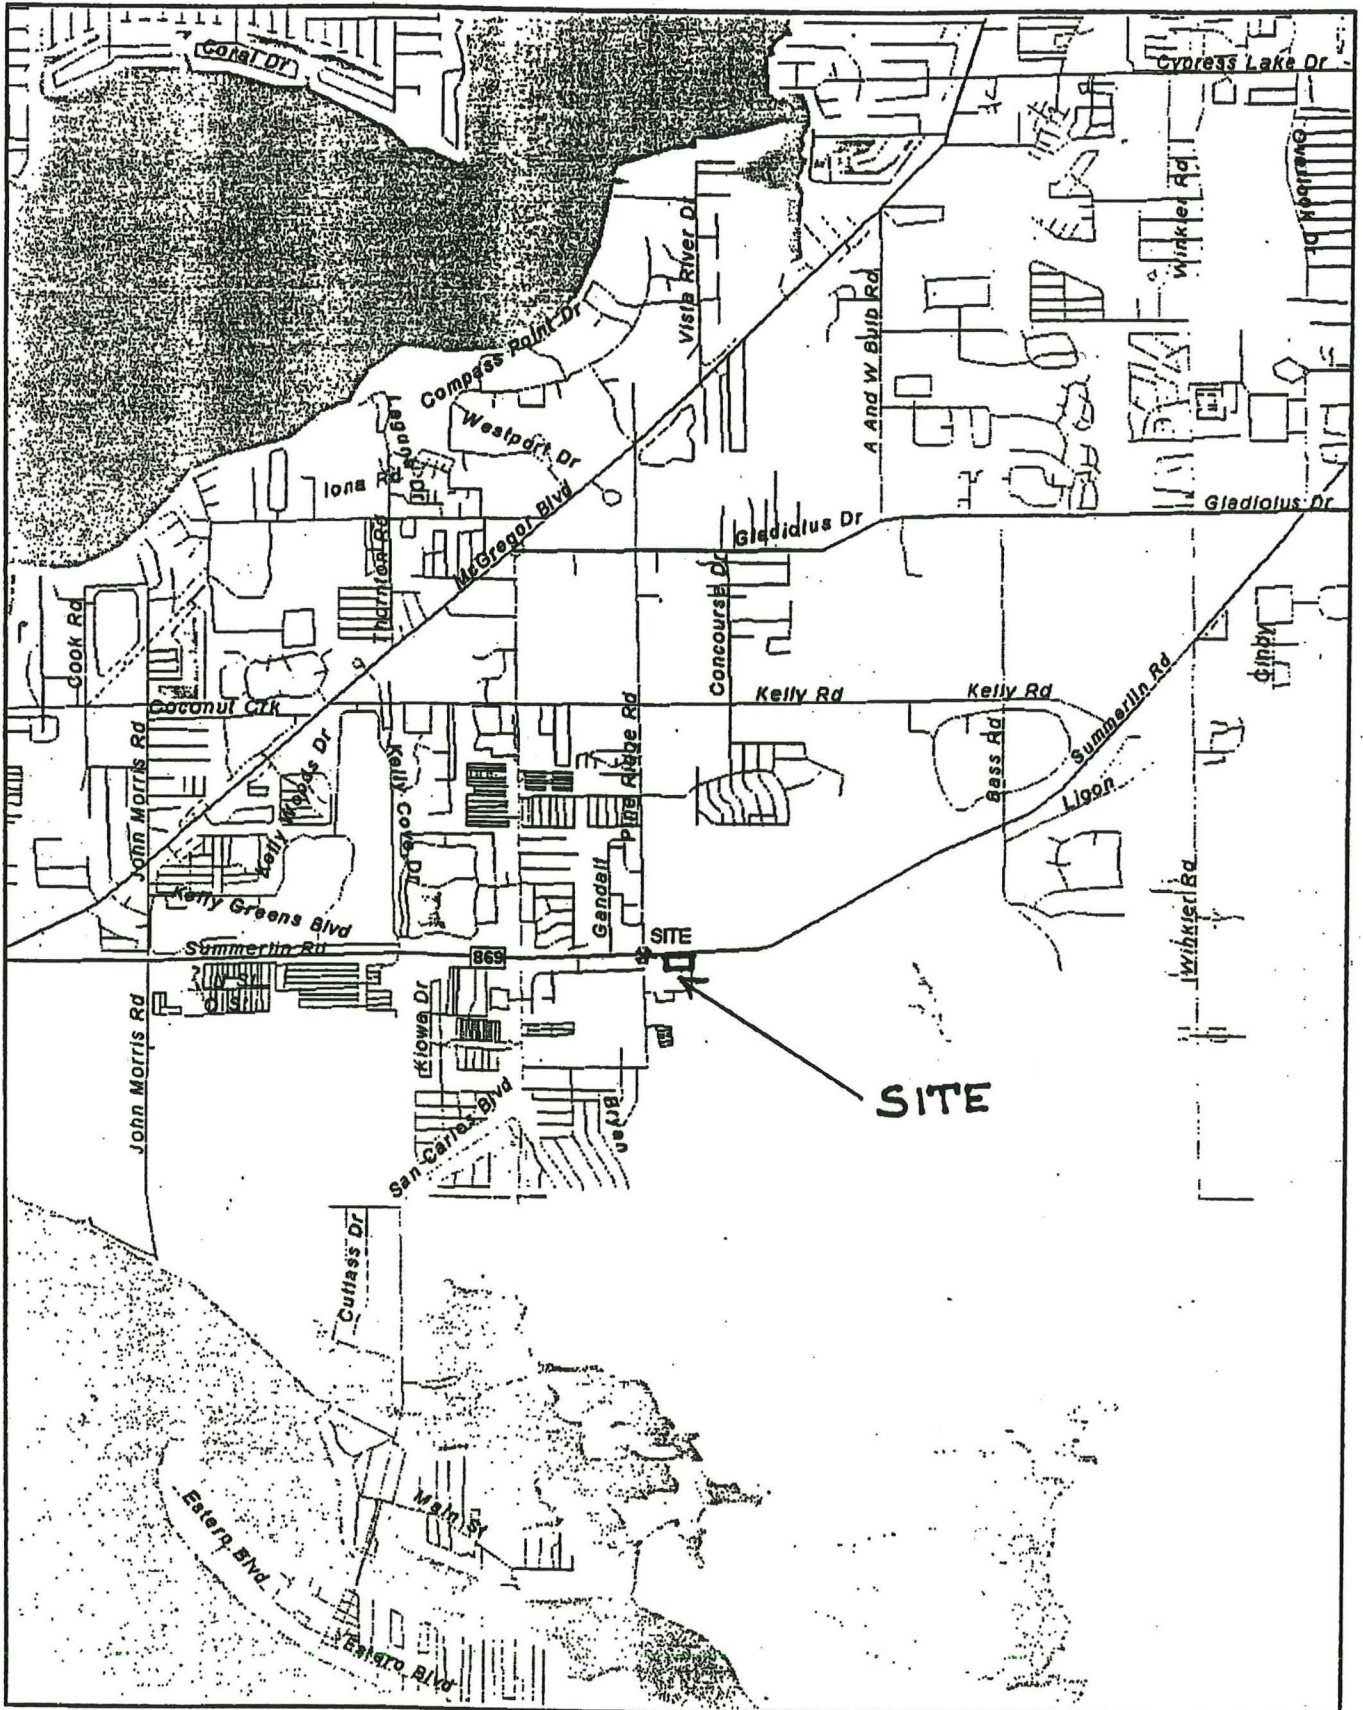 Coral Dr
Cypress Lake Dr
Overlook Dr
Winkler Rd
Vista River Dr
A And W Bulb Rd
Compass Point Dr
Westport Dr
Legacy Dr
Iona Rd
McGregor Blvd
Gladiolus Dr
Gladiolus Dr
Thornton Rd
Concourse Dr
Cook Rd
Cindy
Kelly Rd
Kelly Rd
Coconut Crk
Summerlin Rd
John Morris Rd
Kelly Woods Dr
Kelly Cove Dr
Pine Ridge Rd
Bass Rd
Ligon
Gandalf
Winkler Rd
Kelly Greens Blvd
SITE
Summerlin Rd
869
N St
O St
Kiowa Dr
John Morris Rd
SITE
San Carlos Blvd
Bryan
Cutlass Dr
Main St
Estero Blvd
Estero Blvd